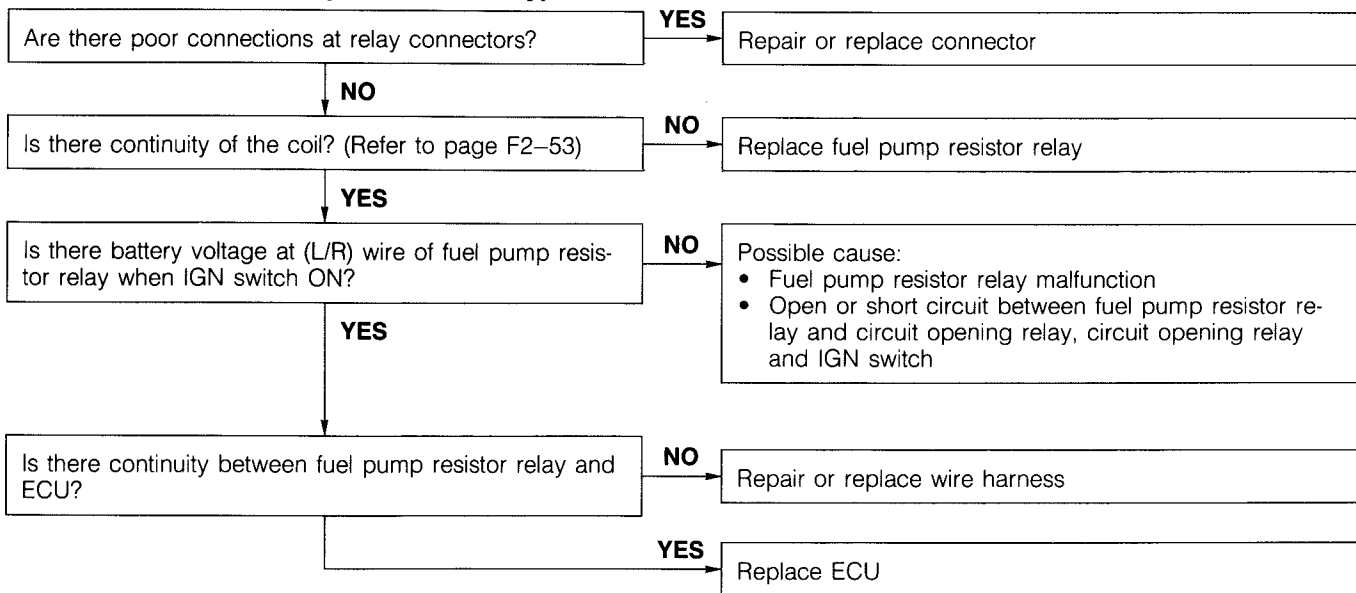 YES
Are there poor connections at relay connectors?
Repair or replace connector
NO
Is there continuity of the coil? (Refer to page F2–53)
NO
Replace fuel pump resistor relay
YES
Is there battery voltage at (L/R) wire of fuel pump resis-
tor relay when IGN switch ON?
NO
Possible cause:
• Fuel pump resistor relay malfunction
• Open or short circuit between fuel pump resistor re-
lay and circuit opening relay, circuit opening relay
and IGN switch
YES
Is there continuity between fuel pump resistor relay and
ECU?
NO
Repair or replace wire harness
YES
Replace ECU